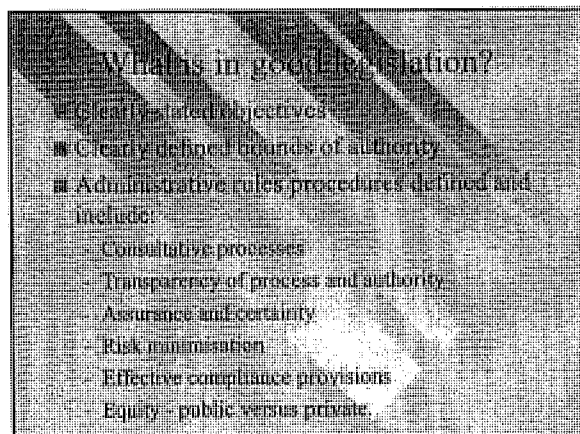 What is in good legislation?
■ Clearly stated objectives
■ Clearly defined bounds of authority
■ Administrative rules procedures defined and
include:
- Consultative processes
- Transparency of process and authority
- Assurance and certainty
- Risk minimisation
- Effective compliance provisions
- Equity - public versus private